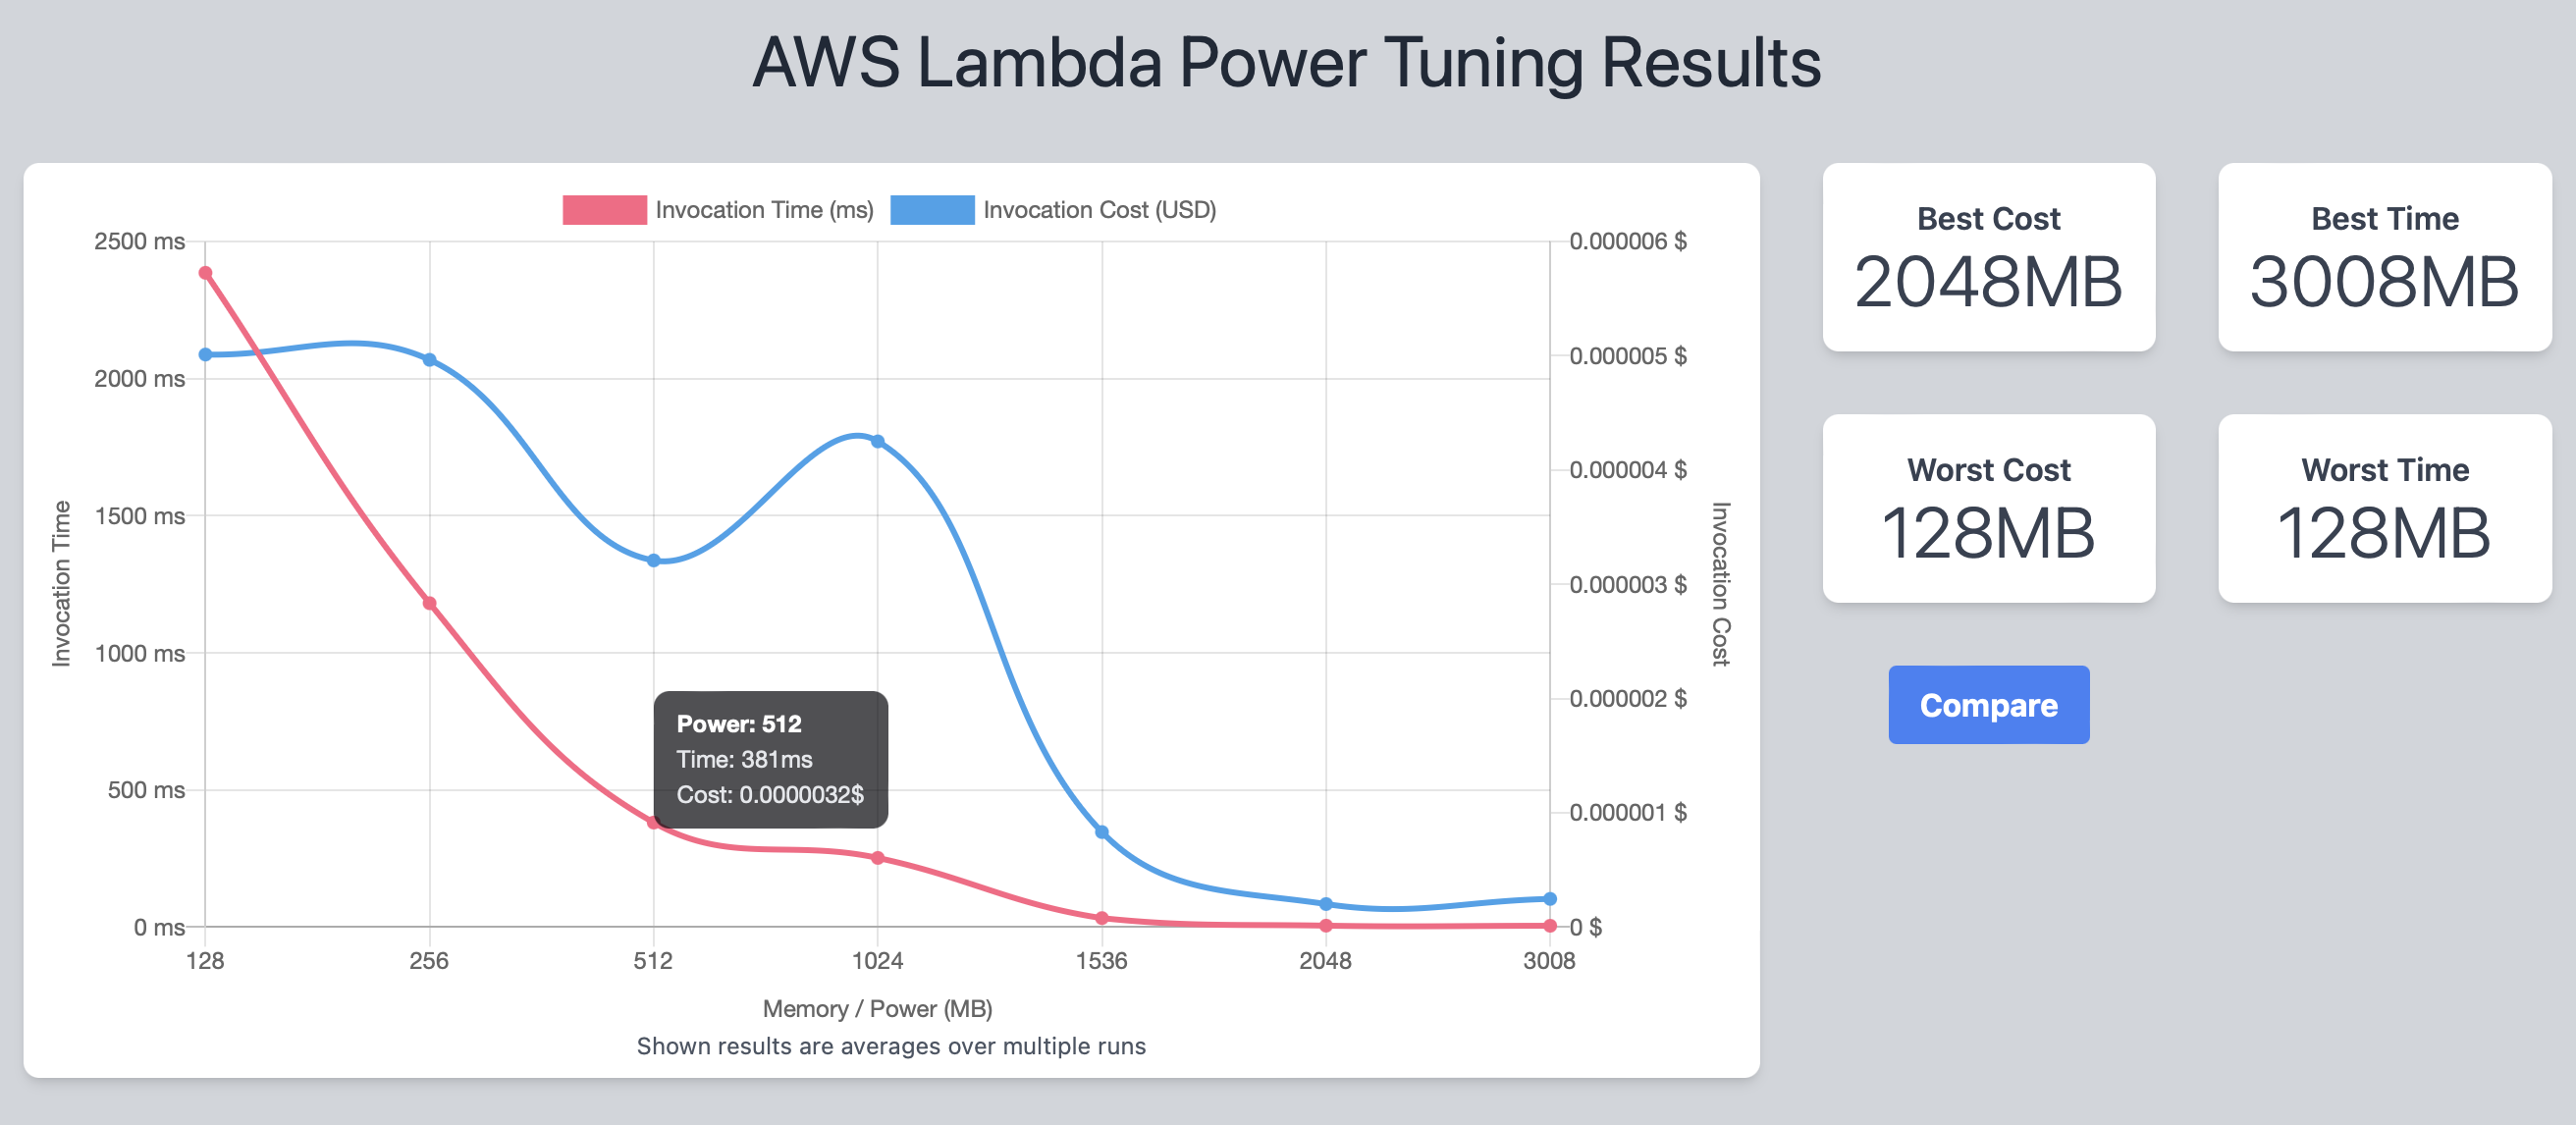 AWS Lambda Power Tuning Results
Invocation Time (ms)
Invocation Cost (USD)
2500 ms
2000 ms
1500 ms
1000 ms
500 ms
0 ms
Invocation Time
0.000006 $
0.000005 $
0.000004 $
0.000003 $
0.000002 $
0.000001 $
0 $
Invocation Cost
Power: 512
Time: 381ms
Cost: 0.0000032$
128
256
512
1024
1536
2048
3008
Memory / Power (MB)
Shown results are averages over multiple runs
Best Cost
2048MB
Best Time
3008MB
Worst Cost
128MB
Worst Time
128MB
Compare